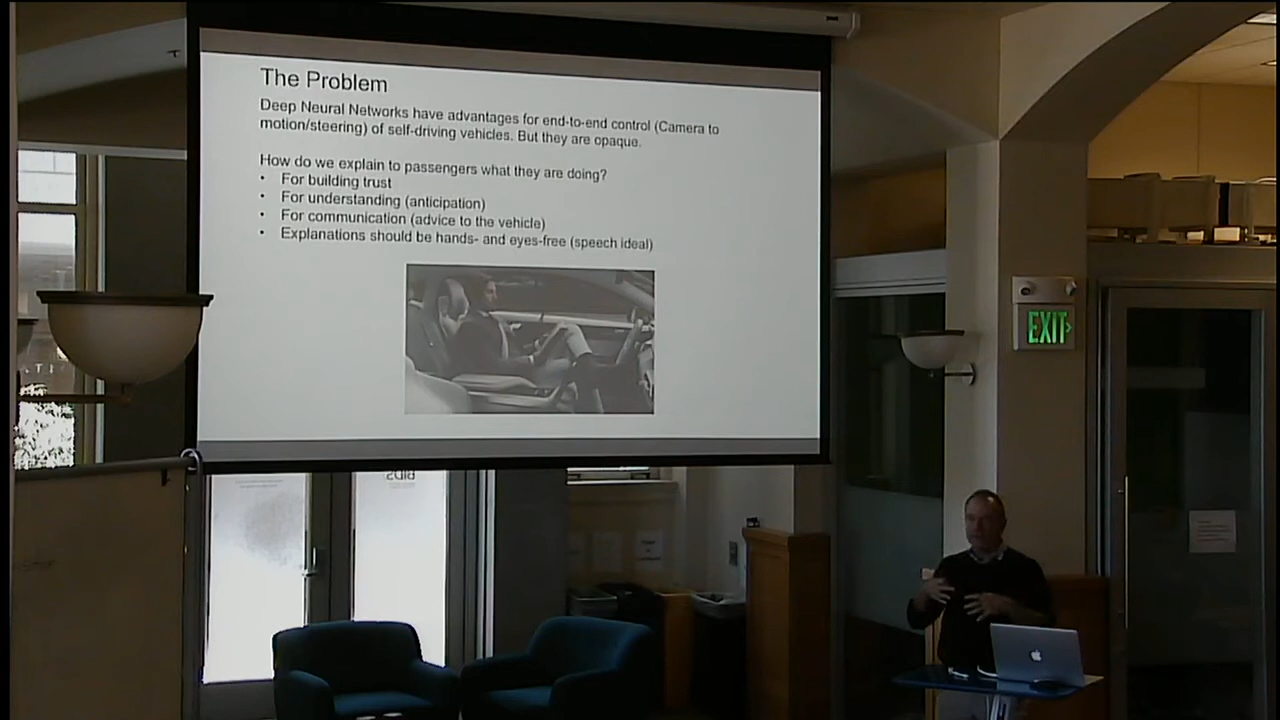 The Problem
Deep Neural Networks have advantages for end-to-end control (Camera to
motion/steering) of self-driving vehicles. But they are opaque.
How do we explain to passengers what they are doing?
• For building trust
• For understanding (anticipation)
• For communication (advice to the vehicle)
• Explanations should be hands- and eyes-free (speech ideal)
EXIT
BIDS